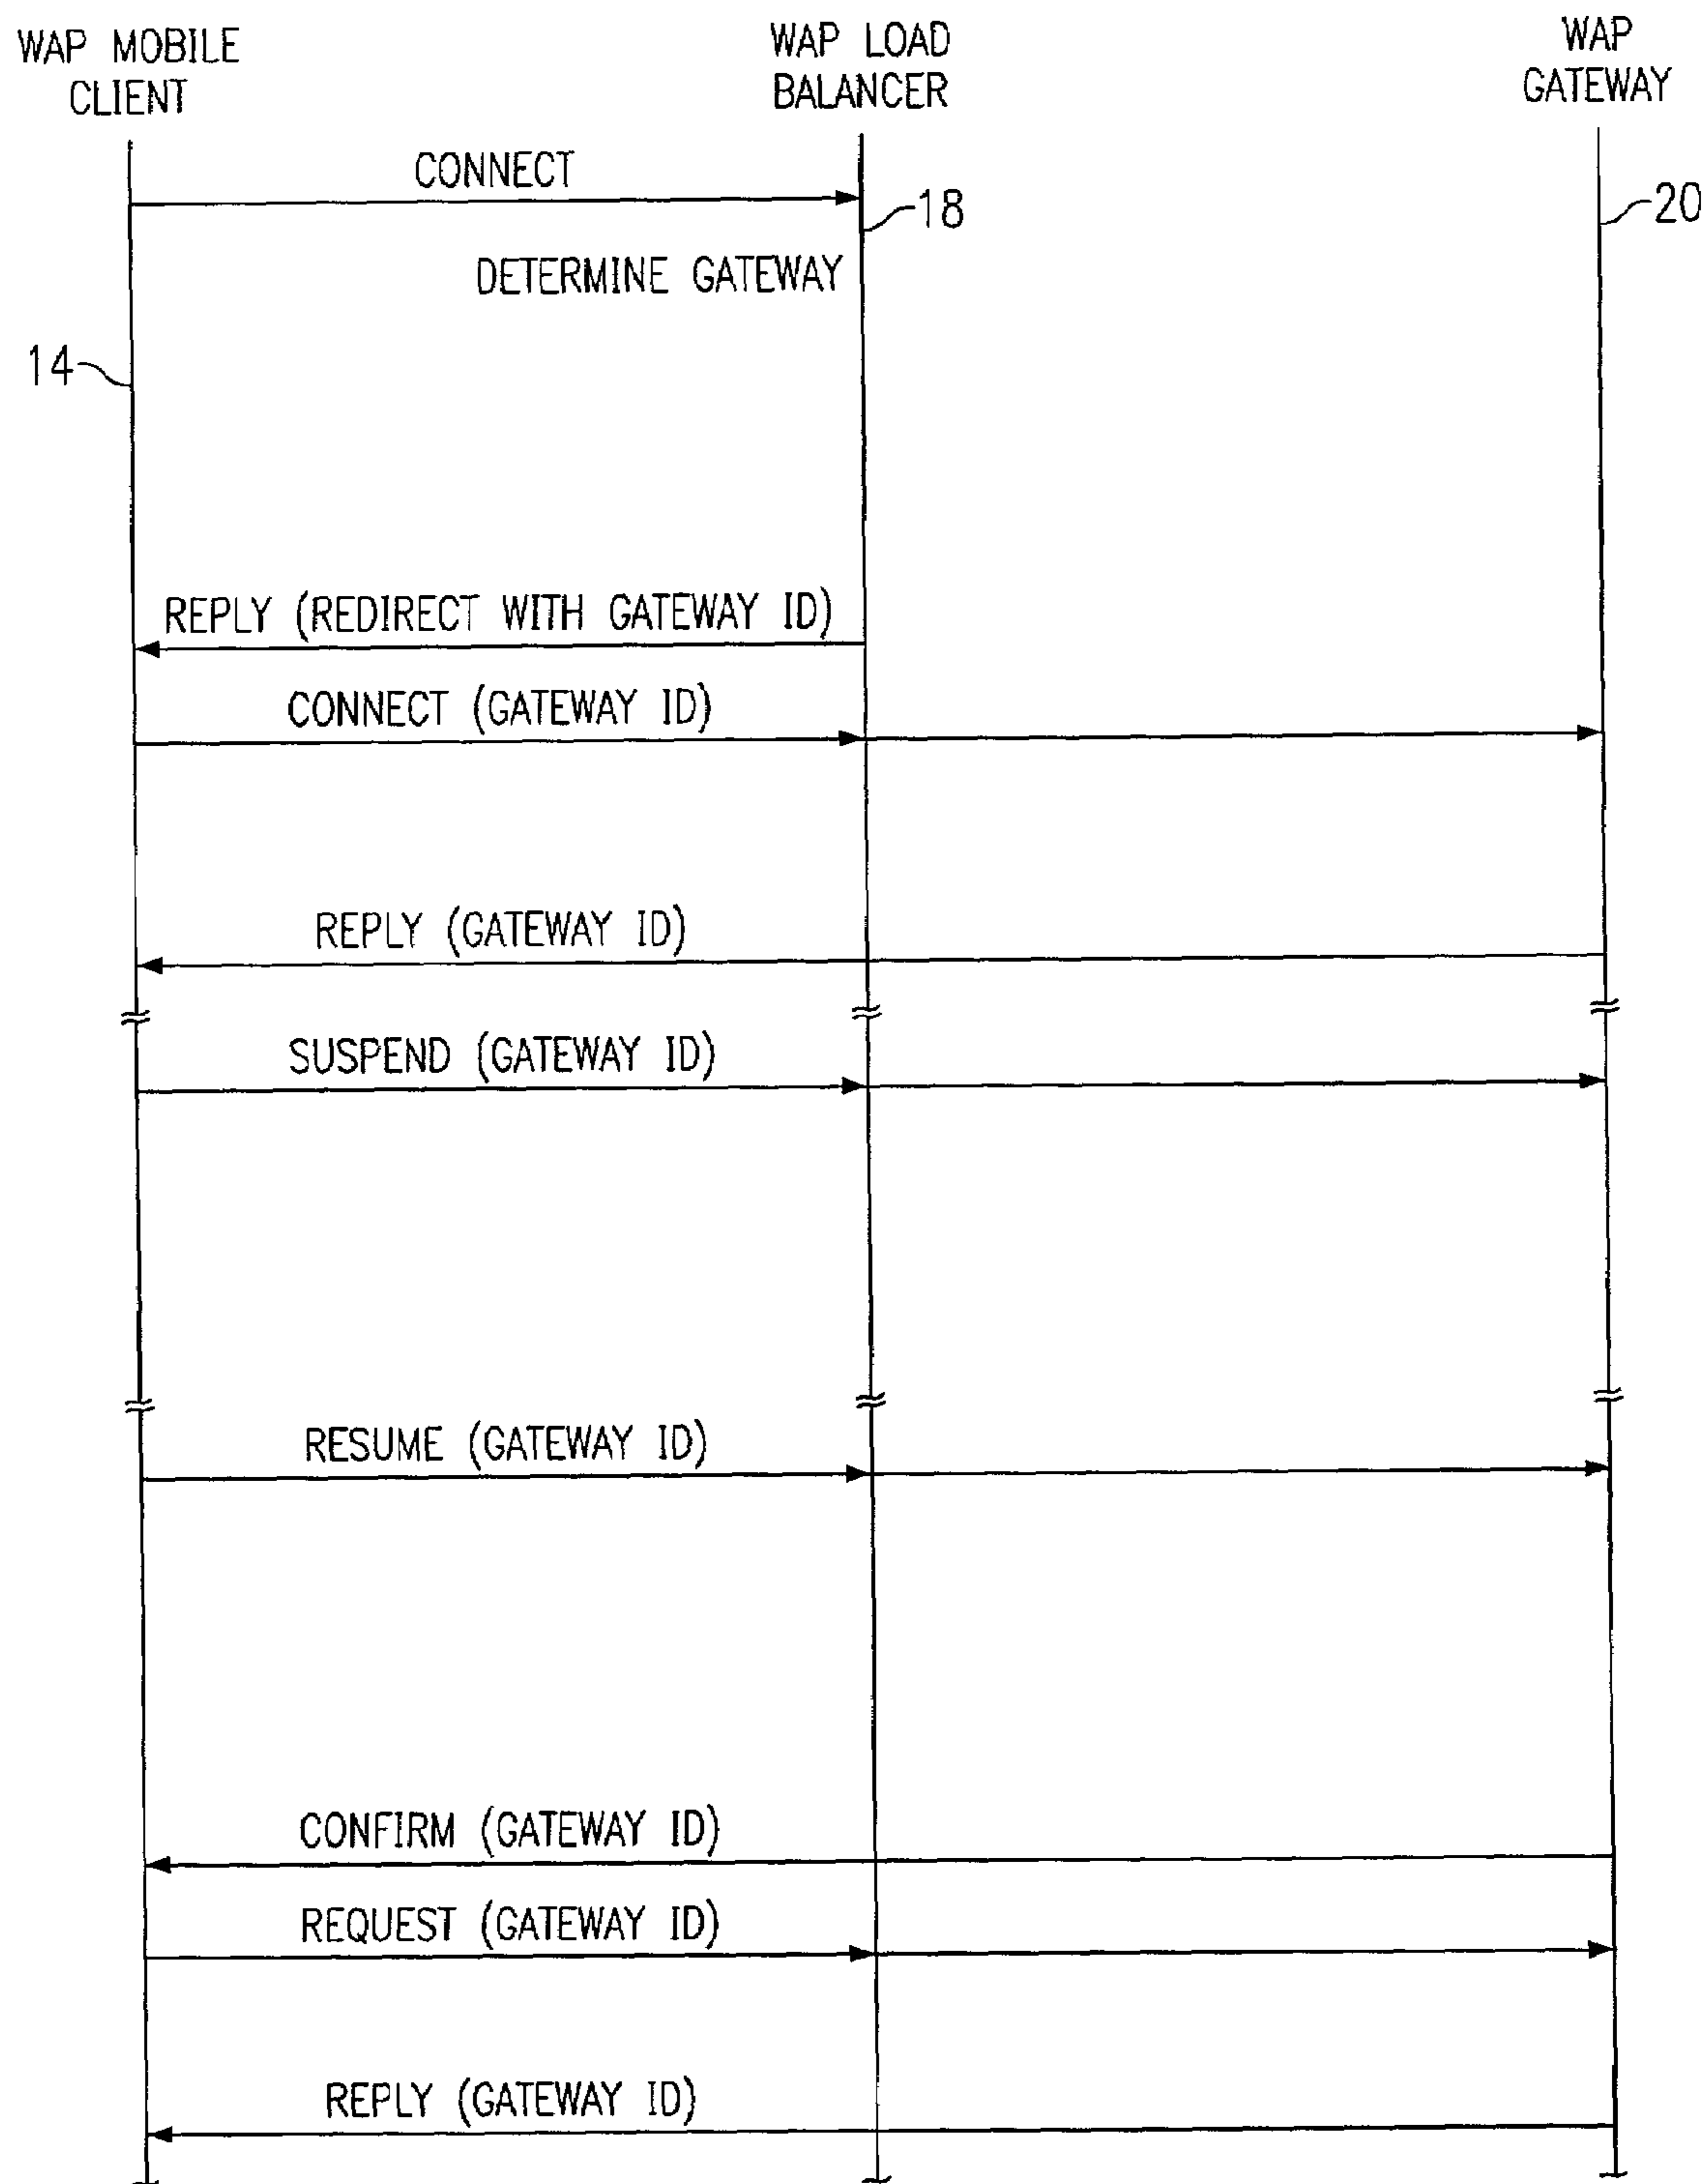 WAP MOBILE
CLIENT
WAP LOAD
BALANCER
WAP
GATEWAY
CONNECT
18
20
DETERMINE GATEWAY
14
REPLY (REDIRECT WITH GATEWAY ID)
CONNECT (GATEWAY ID)
REPLY (GATEWAY ID)
SUSPEND (GATEWAY ID)
RESUME (GATEWAY ID)
CONFIRM (GATEWAY ID)
REQUEST (GATEWAY ID)
REPLY (GATEWAY ID)